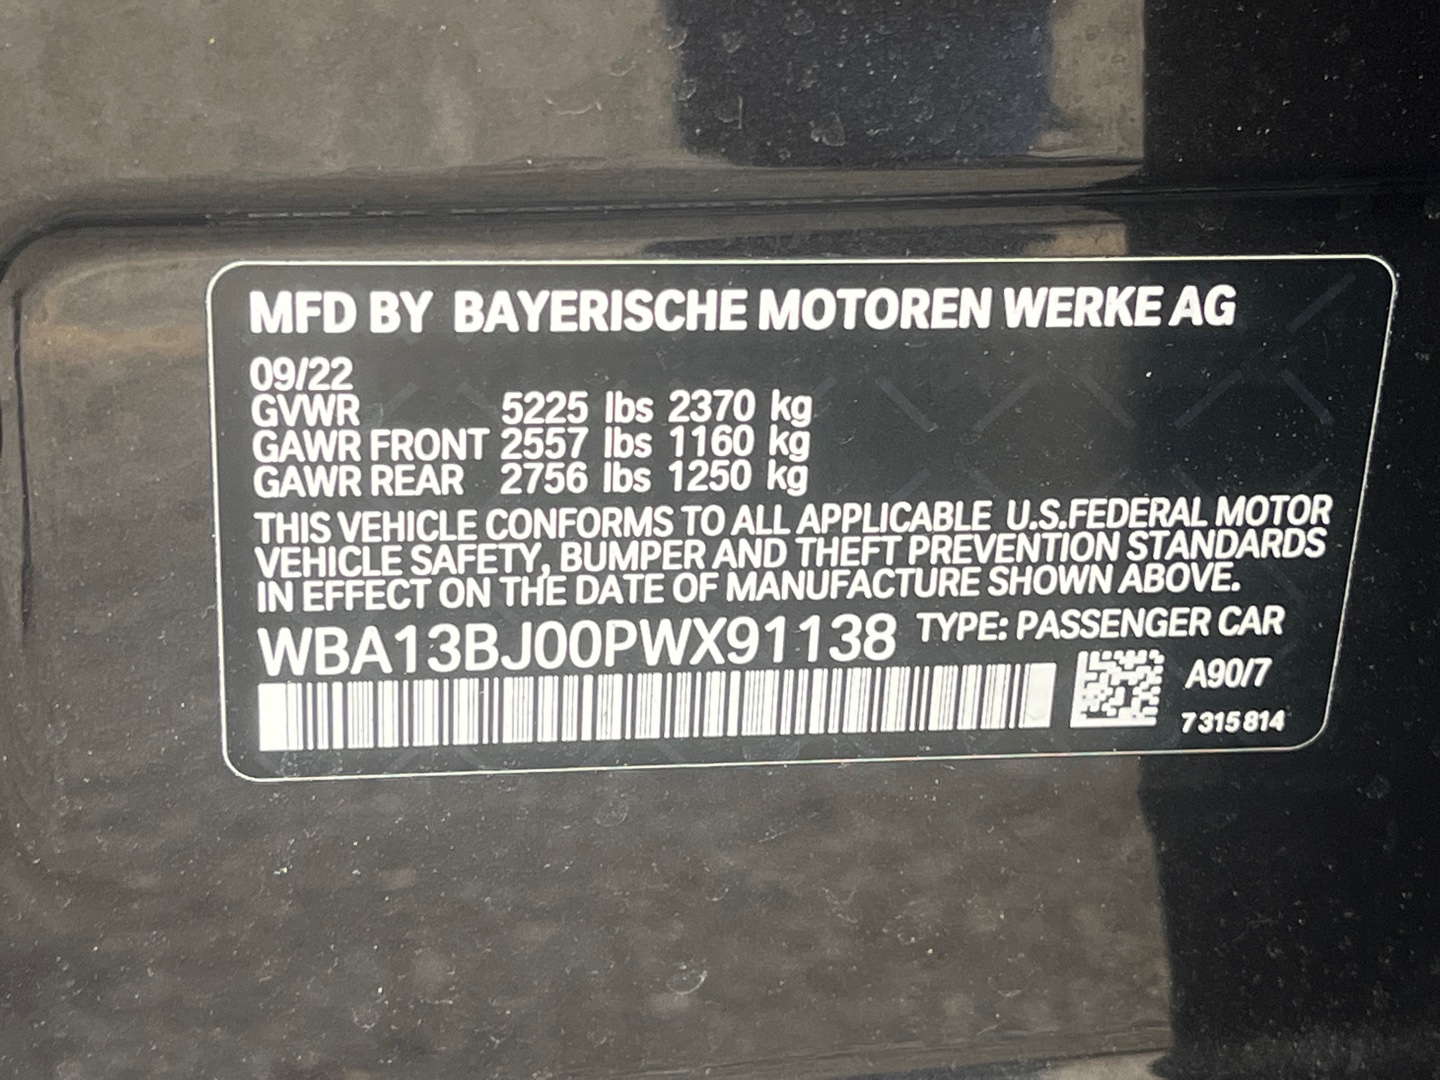 MFD BY BAYERISCHE MOTOREN WERKE AG
09/22
GVWR 5225 lbs 2370 kg
GAWR FRONT 2557 lbs 1160 kg
GAWR REAR 2756 lbs 1250 kg
THIS VEHICLE CONFORMS TO ALL APPLICABLE U.S.FEDERAL MOTOR
VEHICLE SAFETY, BUMPER AND THEFT PREVENTION STANDARDS
IN EFFECT ON THE DATE OF MANUFACTURE SHOWN ABOVE.
WBA13BJ00PWX91138 TYPE: PASSENGER CAR
A90/7
7 315 814